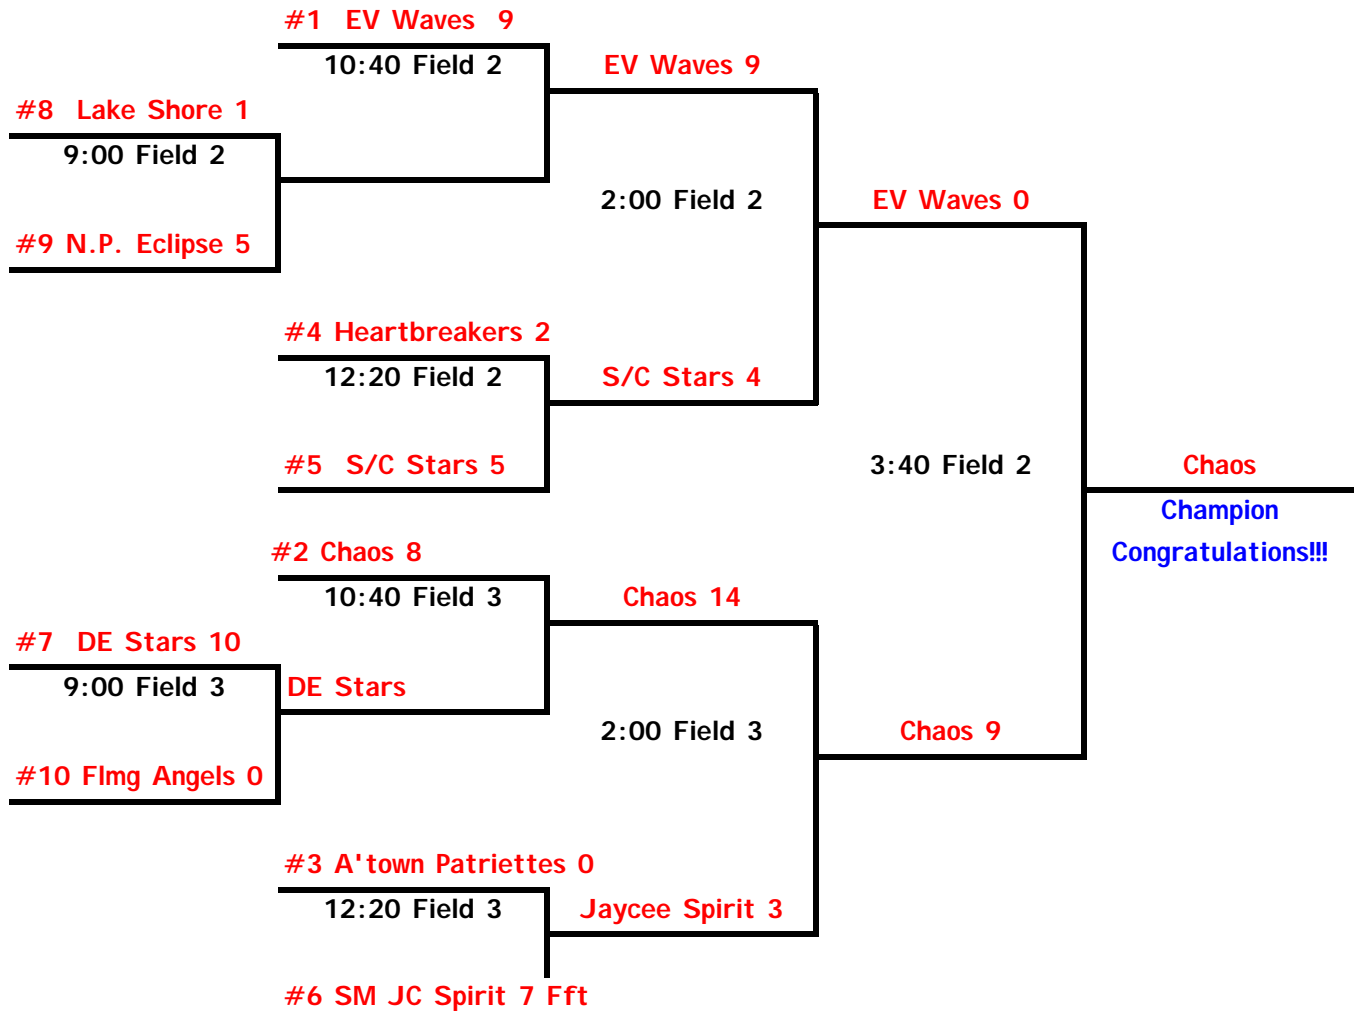 #1 EV Waves 9
10:40 Field 2
EV Waves 9
#8 Lake Shore 1
9:00 Field 2
2:00 Field 2
EV Waves 0
#9 N.P. Eclipse 5
#4 Heartbreakers 2
12:20 Field 2
S/C Stars 4
#5 S/C Stars 5
3:40 Field 2
Chaos
Champion
Congratulations!!!
#2 Chaos 8
10:40 Field 3
Chaos 14
#7 DE Stars 10
9:00 Field 3
DE Stars
2:00 Field 3
Chaos 9
#10 Flmg Angels 0
#3 A'town Patriettes 0
12:20 Field 3
Jaycee Spirit 3
#6 SM JC Spirit 7 Fft